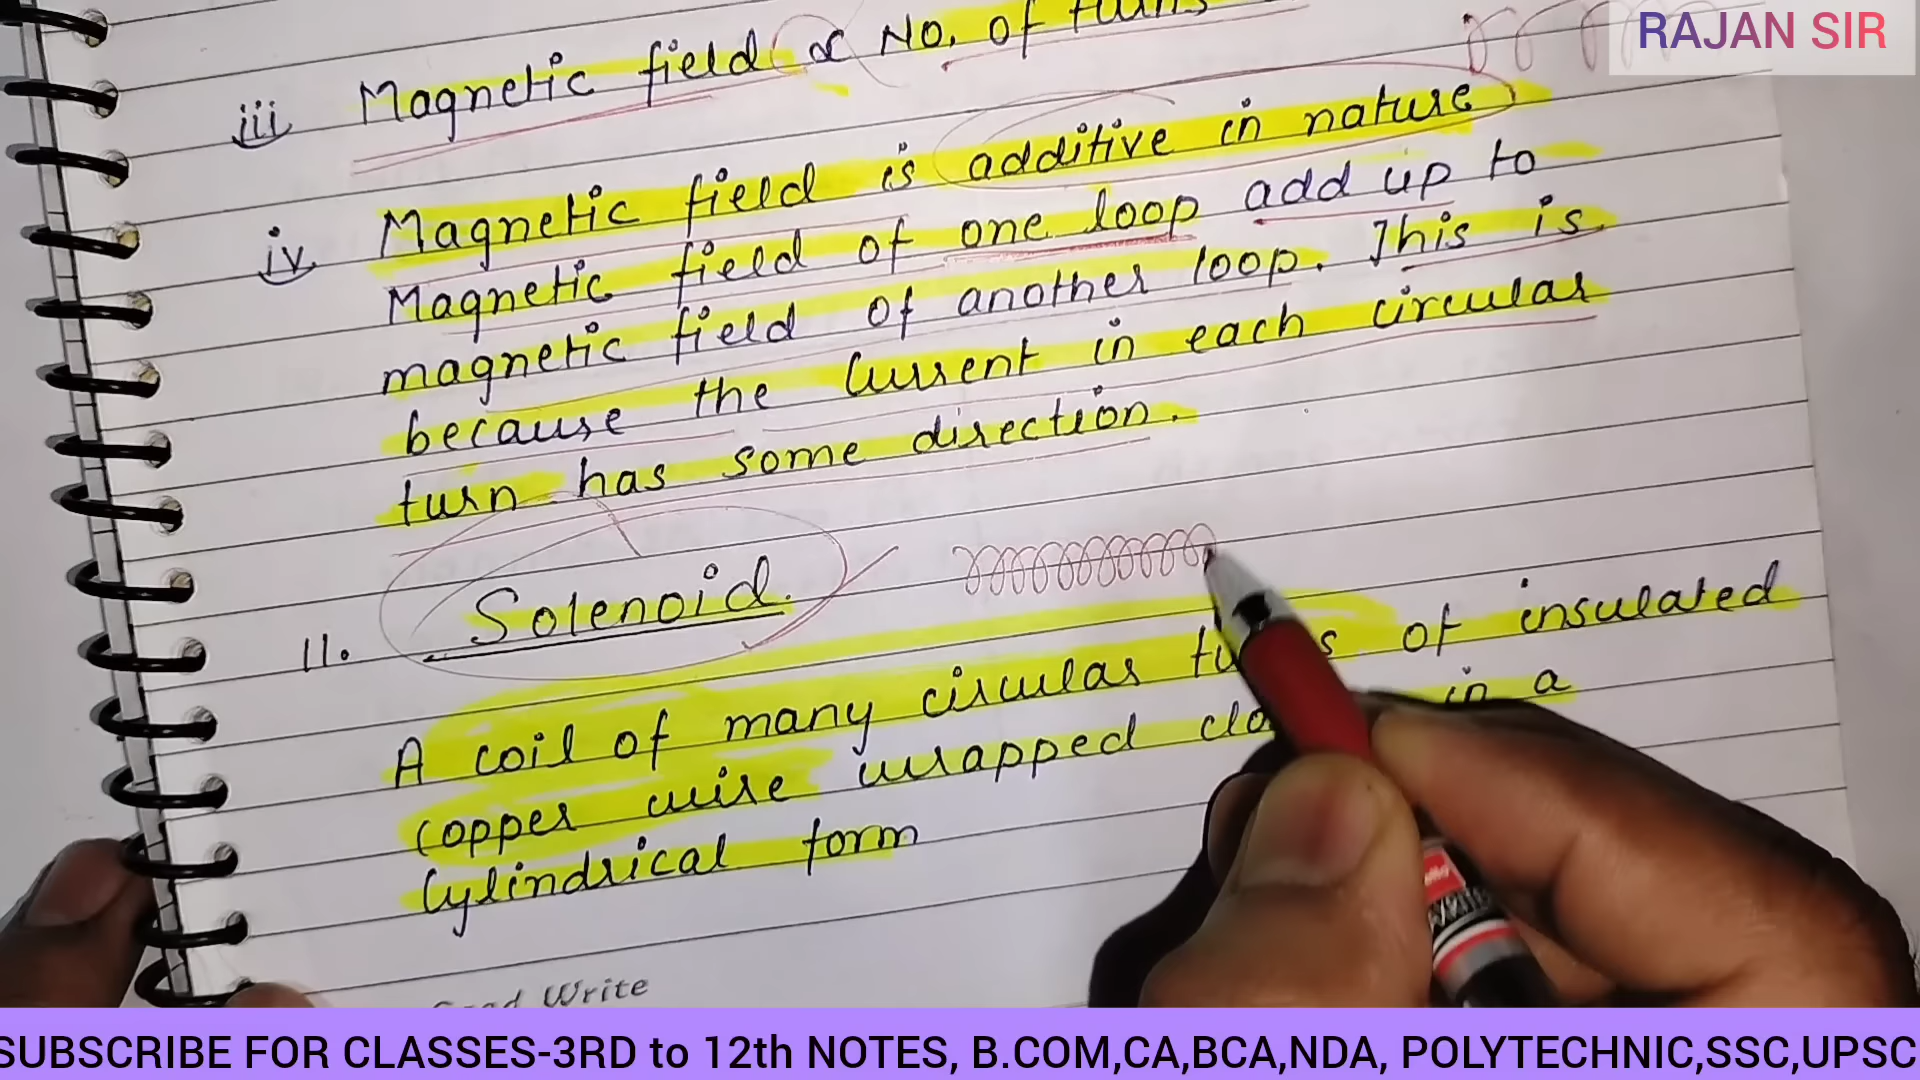 RAJAN SIR
iii Magnetic field ∝ No. of turns
iv Magnetic field is additive in nature
Magnetic field of one loop add up to
magnetic field of another loop. This is
because the Current in each circular
turn has some direction.
11. Solenoid.
A coil of many circular of insulated
copper wire wrapped in a
Cylindrical form
Write
SUBSCRIBE FOR CLASSES-3RD to 12th NOTES, B.COM,CA,BCA,NDA, POLYTECHNIC,SSC,UPSC